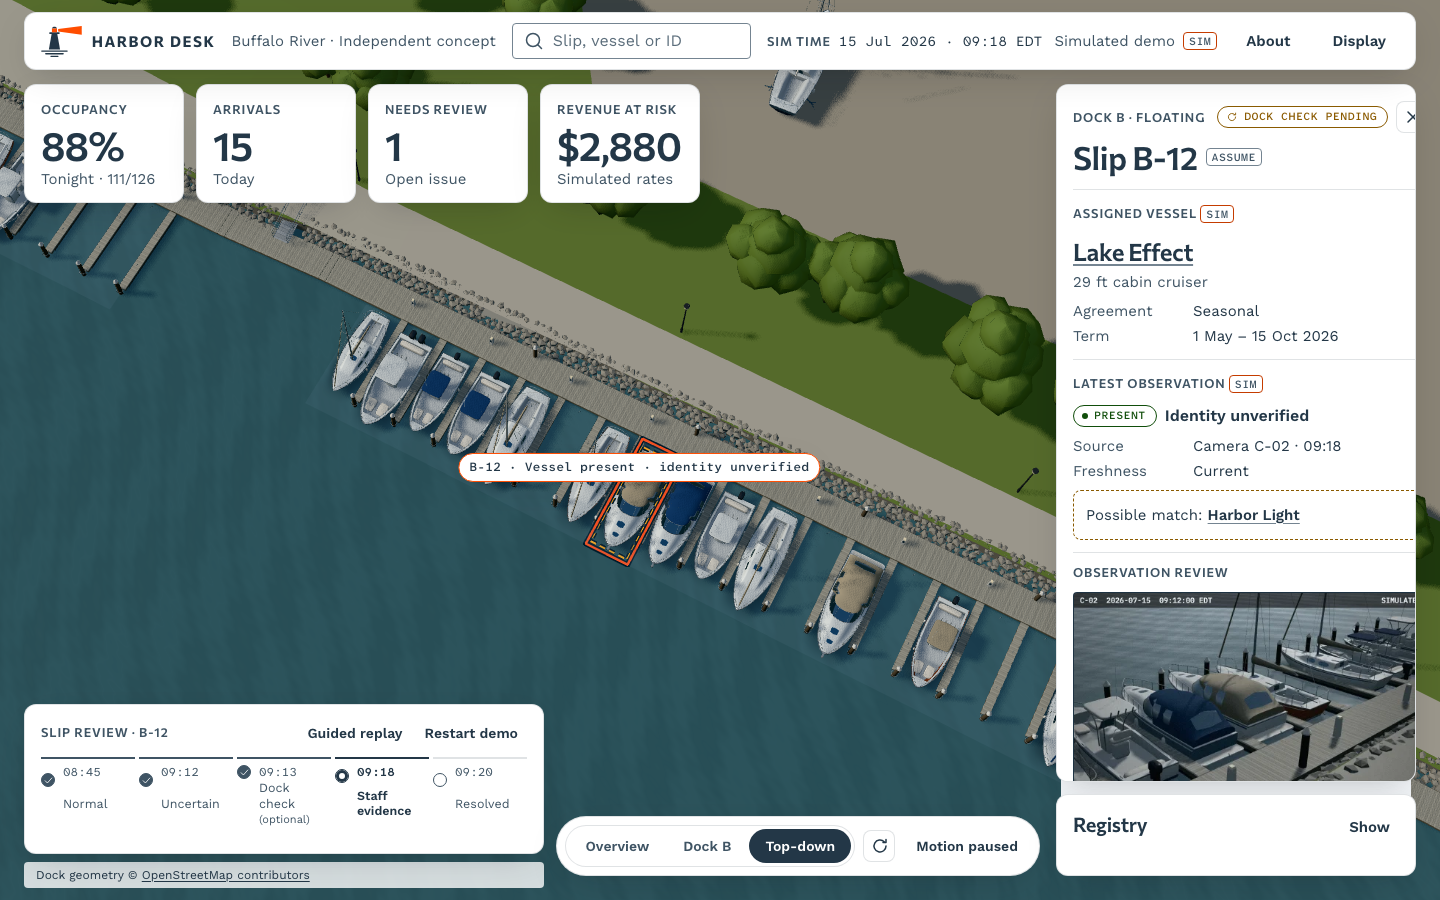 HARBOR DESK
Buffalo River · Independent concept
Slip, vessel or ID
SIM TIME 15 Jul 2026 · 09:18 EDT
Simulated demo SIM
About
Display
OCCUPANCY
88%
Tonight · 111/126
ARRIVALS
15
Today
NEEDS REVIEW
1
Open issue
REVENUE AT RISK
$2,880
Simulated rates
DOCK B · FLOATING
DOCK CHECK PENDING
Slip B-12 ASSUME
ASSIGNED VESSEL SIM
Lake Effect
29 ft cabin cruiser
Agreement Seasonal
Term 1 May – 15 Oct 2026
LATEST OBSERVATION SIM
PRESENT Identity unverified
Source Camera C-02 · 09:18
Freshness Current
Possible match: Harbor Light
OBSERVATION REVIEW
C-02 2026-07-15 09:12:00 EDT
B-12 · Vessel present · identity unverified
SLIP REVIEW · B-12
Guided replay
Restart demo
08:45
Normal
09:12
Uncertain
09:13
Dock
check
(optional)
09:18
Staff
evidence
09:20
Resolved
Overview
Dock B
Top-down
Motion paused
Registry
Show
Dock geometry © OpenStreetMap contributors